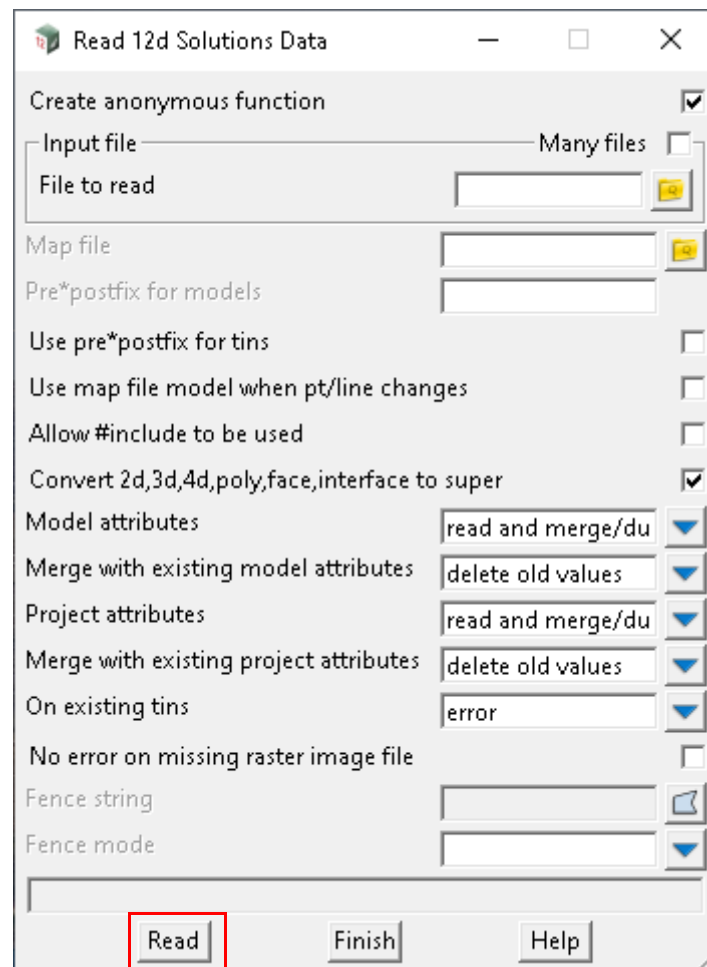 Read 12d Solutions Data
Create anonymous function
Input file Many files
File to read
Map file
Pre*postfix for models
Use pre*postfix for tins
Use map file model when pt/line changes
Allow #include to be used
Convert 2d,3d,4d,poly,face,interface to super
Model attributes read and merge/du
Merge with existing model attributes delete old values
Project attributes read and merge/du
Merge with existing project attributes delete old values
On existing tins error
No error on missing raster image file
Fence string
Fence mode
Read Finish Help